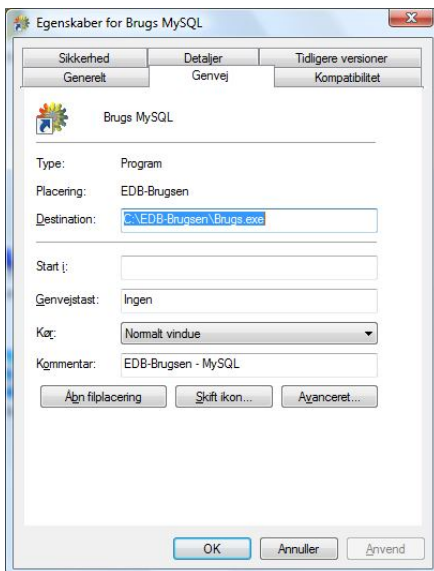 Egenskaber for Brugs MySQL
Sikkerhed Detaljer Tidligere versioner
Generelt Genvej Kompatibilitet
Brugs MySQL
Type: Program
Placering: EDB-Brugsen
Destination: C:\EDB-Brugsen\Brugs.exe
Start i:
Genvejstast: Ingen
Kør: Normalt vindue
Kommentar: EDB-Brugsen - MySQL
Åbn filplacering Skift ikon... Avanceret...
OK Annuller Anvend